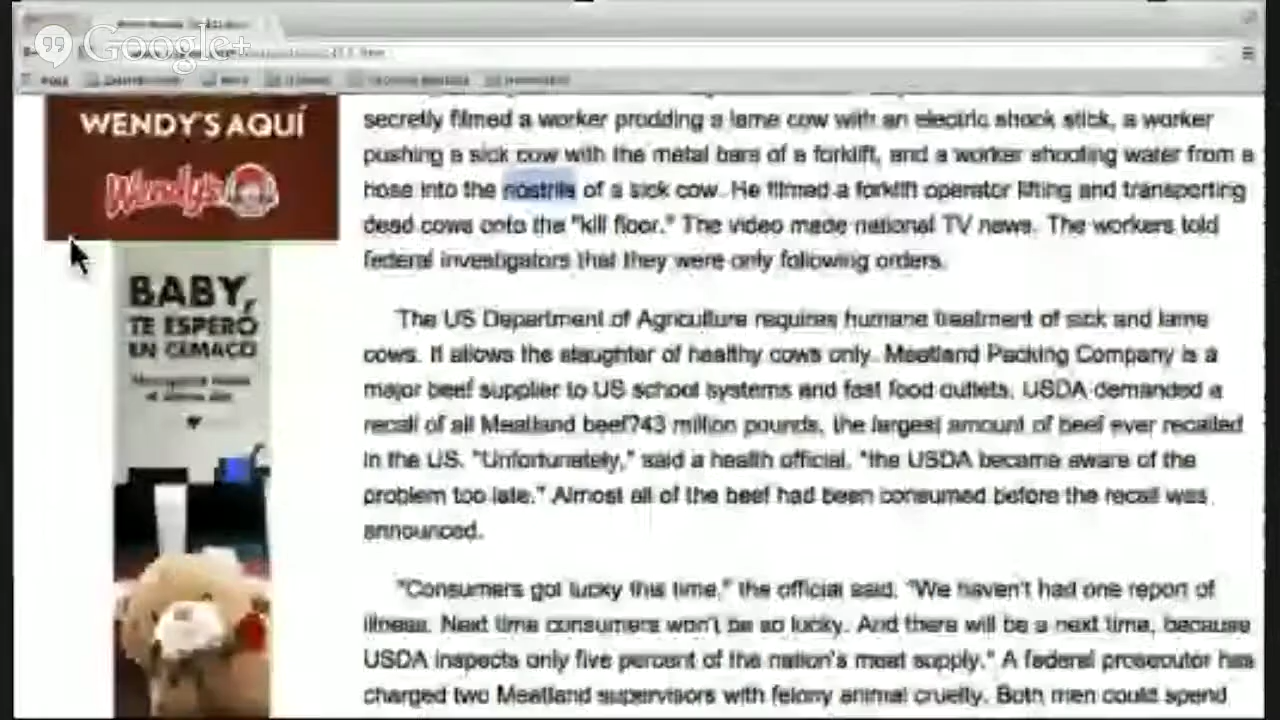 Google+
WENDY'S AQUÍ
Wendy's
BABY,
TE ESPERO
EN CEMACO
secretly filmed a worker prodding a lame cow with an electric shock stick, a worker
pushing a sick cow with the metal bars of a forklift, and a worker shooting water from a
hose into the nostrils of a sick cow. He filmed a forklift operator lifting and transporting
dead cows onto the "kill floor." The video made national TV news. The workers told
federal investigators that they were only following orders.
The US Department of Agriculture requires humane treatment of sick and lame
cows. It allows the slaughter of healthy cows only. Meatland Packing Company is a
major beef supplier to US school systems and fast food outlets. USDA demanded a
recall of all Meatland beef?43 million pounds, the largest amount of beef ever recalled
in the US. "Unfortunately," said a health official, "the USDA became aware of the
problem too late." Almost all of the beef had been consumed before the recall was
announced.
"Consumers got lucky this time," the official said. "We haven't had one report of
illness. Next time consumers won't be so lucky. And there will be a next time, because
USDA inspects only five percent of the nation's meat supply." A federal prosecutor has
charged two Meatland supervisors with felony animal cruelty. Both men could spend